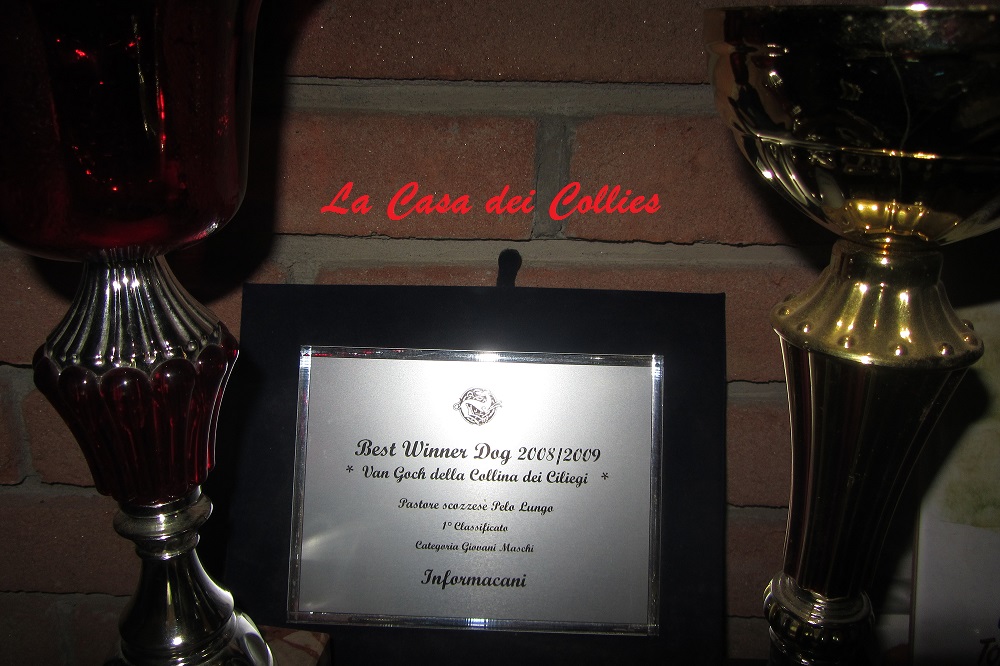 La Casa dei Collies
Best Winner Dog 2008/2009
* Van Goch della Collina dei Ciliegi *
Pastore scozzese Pelo Lungo
1° Classificato
Categoria Giovani Maschi
Informacani